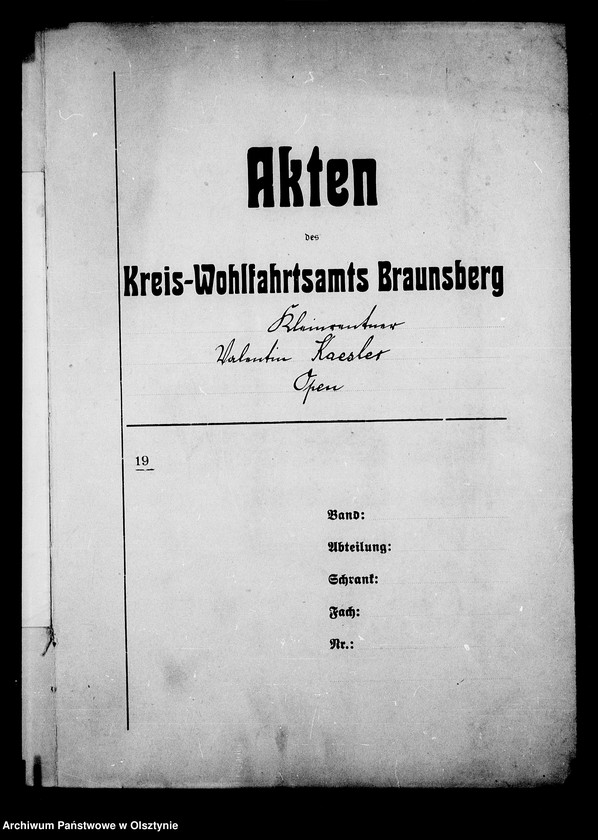 Akten
des
Kreis-Wohlfahrtsamts Braunsberg
Kleinrentner
Valentin Kaesler
Open
19
Band:
Abteilung:
Schrank:
Fach:
Nr.:
Archiwum Państwowe w Olsztynie